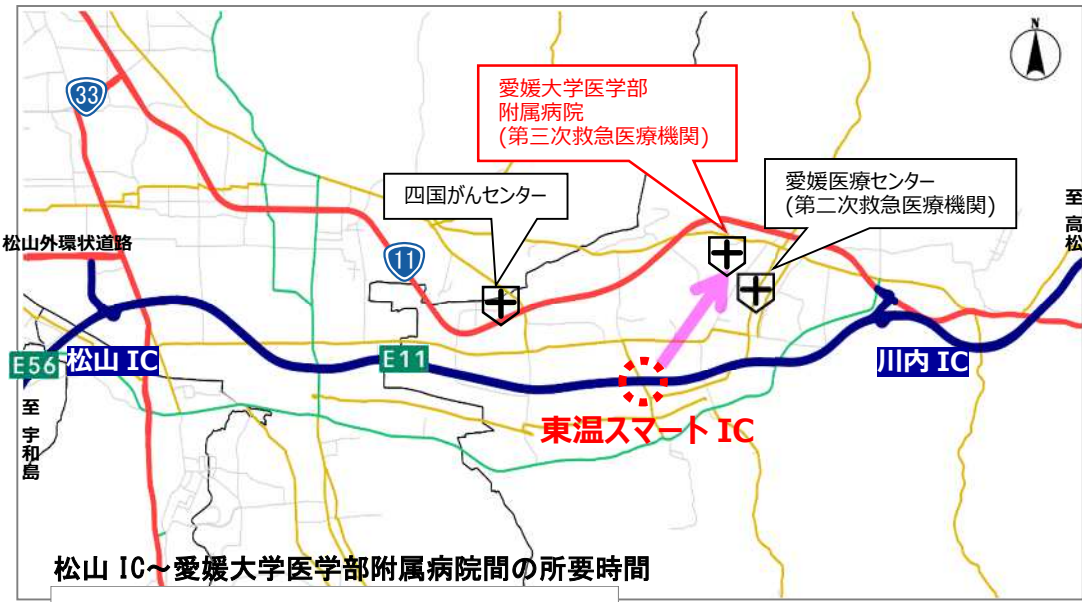 N
33
愛媛大学医学部
附属病院
(第三次救急医療機関)
四国がんセンター
愛媛医療センター
(第二次救急医療機関)
至 高松
松山外環状道路
11
E56
松山 IC
E11
川内 IC
至 宇和島
東温スマート IC
松山 IC～愛媛大学医学部附属病院間の所要時間